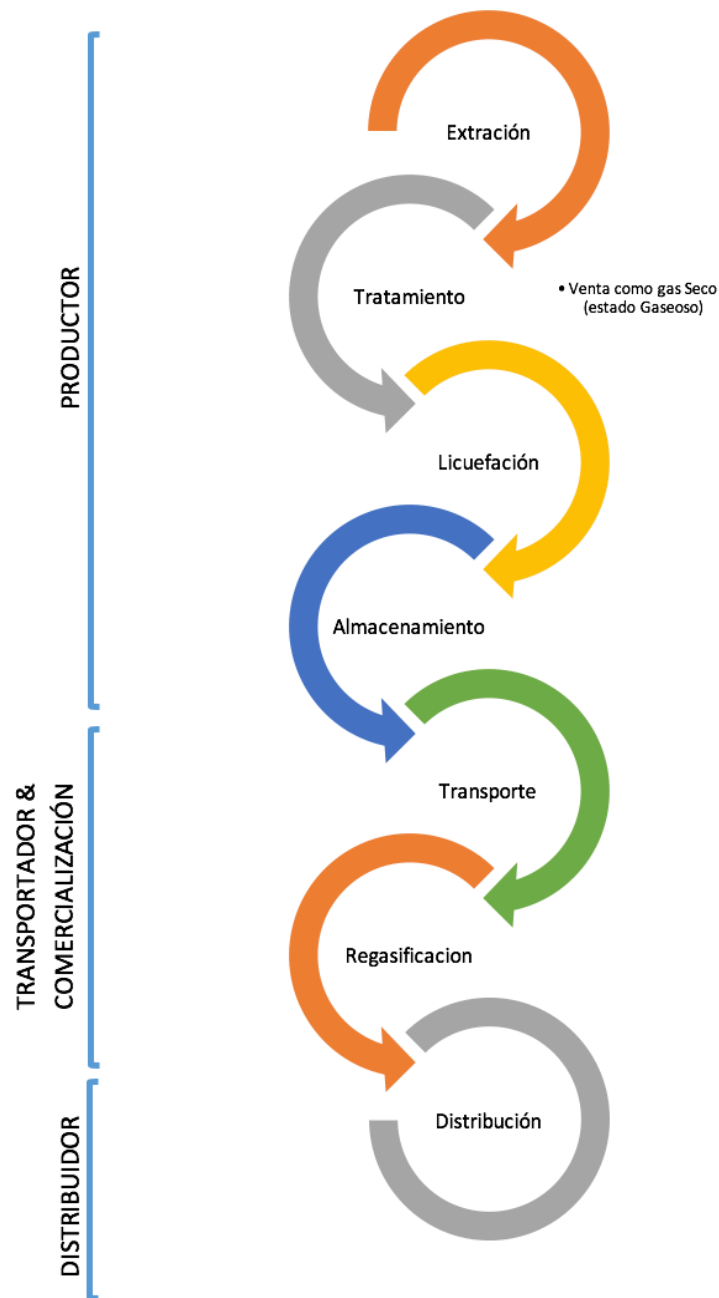 PRODUCTOR
Extración
Tratamiento
• Venta como gas Seco
(estado Gaseoso)
Licuefación
Almacenamiento
TRANSPORTADOR &
COMERCIALIZACIÓN
Transporte
Regasificacion
DISTRIBUIDOR
Distribución